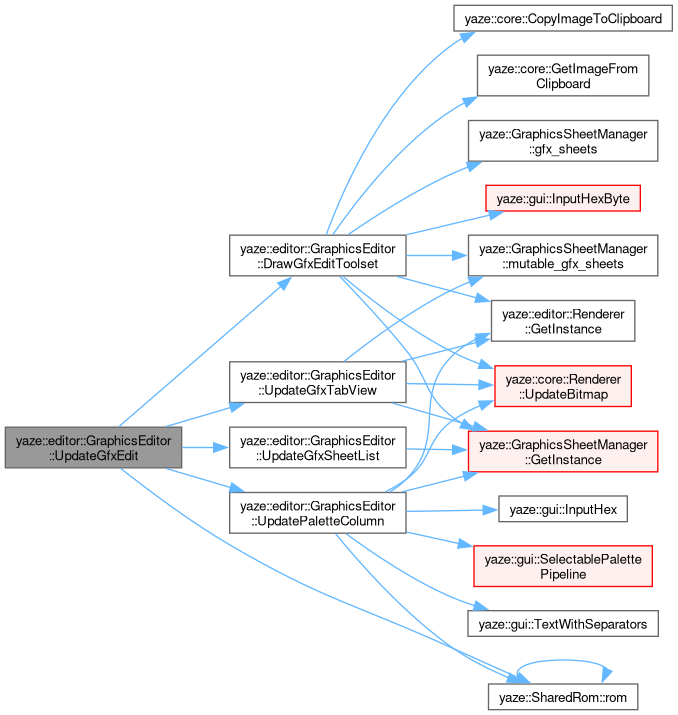 yaze::editor::GraphicsEditor
::UpdateGfxEdit
yaze::editor::GraphicsEditor
::DrawGfxEditToolset
yaze::editor::GraphicsEditor
::UpdateGfxTabView
yaze::editor::GraphicsEditor
::UpdateGfxSheetList
yaze::editor::GraphicsEditor
::UpdatePaletteColumn
yaze::core::CopyImageToClipboard
yaze::core::GetImageFrom
Clipboard
yaze::GraphicsSheetManager
::gfx_sheets
yaze::gui::InputHexByte
yaze::GraphicsSheetManager
::mutable_gfx_sheets
yaze::editor::Renderer
::GetInstance
yaze::core::Renderer
::UpdateBitmap
yaze::GraphicsSheetManager
::GetInstance
yaze::gui::InputHex
yaze::gui::SelectablePalette
Pipeline
yaze::gui::TextWithSeparators
yaze::SharedRom::rom